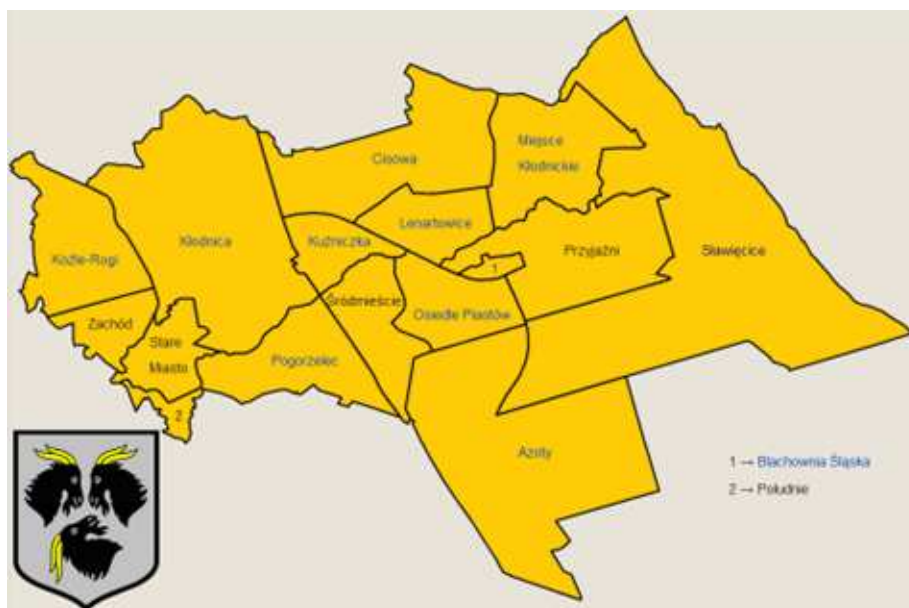 Cisowa
Miejsce
Kłodnickie
Lenartowice
Kłodnica
Kuźniczka
Przyjaźni
Sławięcice
Koźle-Rogi
1
Śródmieście
Osiedle Piastów
Zachód
Stare
Miasto
Pogorzelec
2
Azoty
1 → Blachownia Śląska
2 → Południe